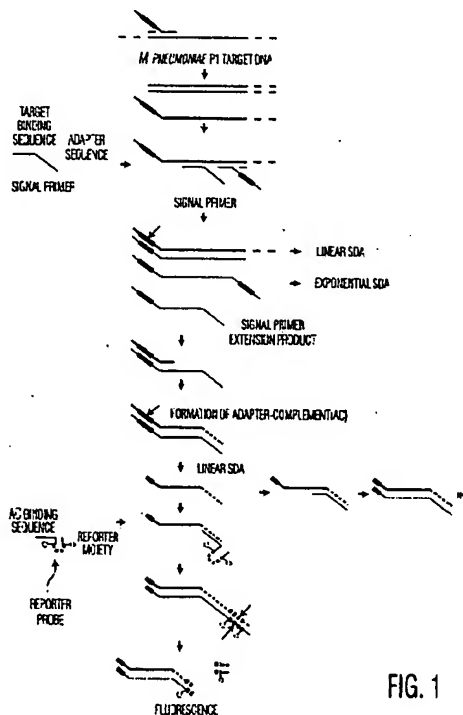 M PNEUMONIAE P1 TARGET DNA
TARGET
BINDING
SEQUENCE
ADAPTER
SEQUENCE
SIGNAL PRIMER
SIGNAL PRIMER
LINEAR SDA
EXPONENTIAL SDA
SIGNAL PRIMER
EXTENSION PRODUCT
FORMATION OF ADAPTER-COMPLEMENT(AC)
LINEAR SDA
AC BINDING
SEQUENCE
REPORTER
MOIETY
REPORTER
PROBE
FLUORESCENCE
FIG. 1